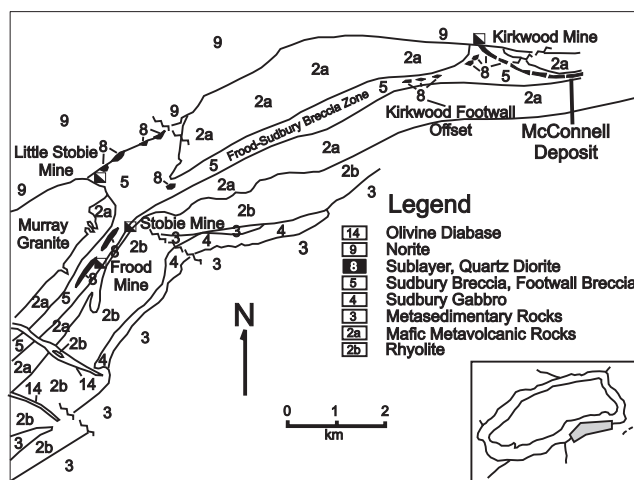 9
Kirkwood Mine
9
2a
2a
8
5
2a
9
2a
5
8
2a
9
8
2a
Frood-Sudbury Breccia Zone
Kirkwood Footwall
Offset
McConnell
Deposit
8
Little Stobie
Mine
8
5
2a
9
5
2a
2b
3
2a
2b
Murray
Granite
Stobie Mine
8
2b
3
3
4
4
3
8
Frood
Mine
4
3
2a
5
2b
3
2a
5
2b
2a
14
2b
14
4
2b
3
2b
3
2b
3
N
0 1 2
km
Legend
14 Olivine Diabase
9 Norite
8 Sublayer, Quartz Diorite
5 Sudbury Breccia, Footwall Breccia
4 Sudbury Gabbro
3 Metasedimentary Rocks
2a Mafic Metavolcanic Rocks
2b Rhyolite